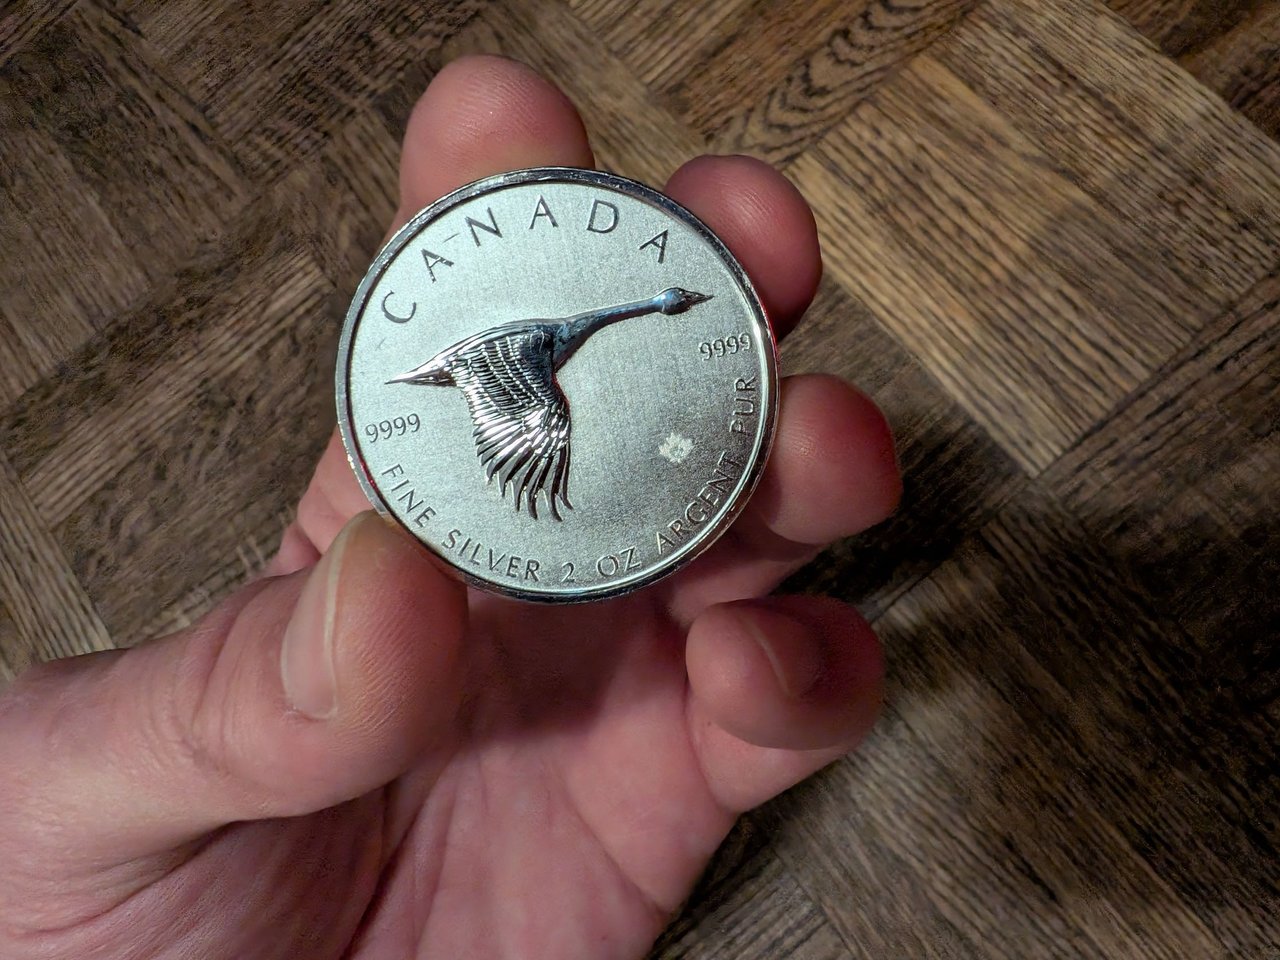 CANADA
9999
9999
FINE SILVER 2 OZ ARGENT PUR